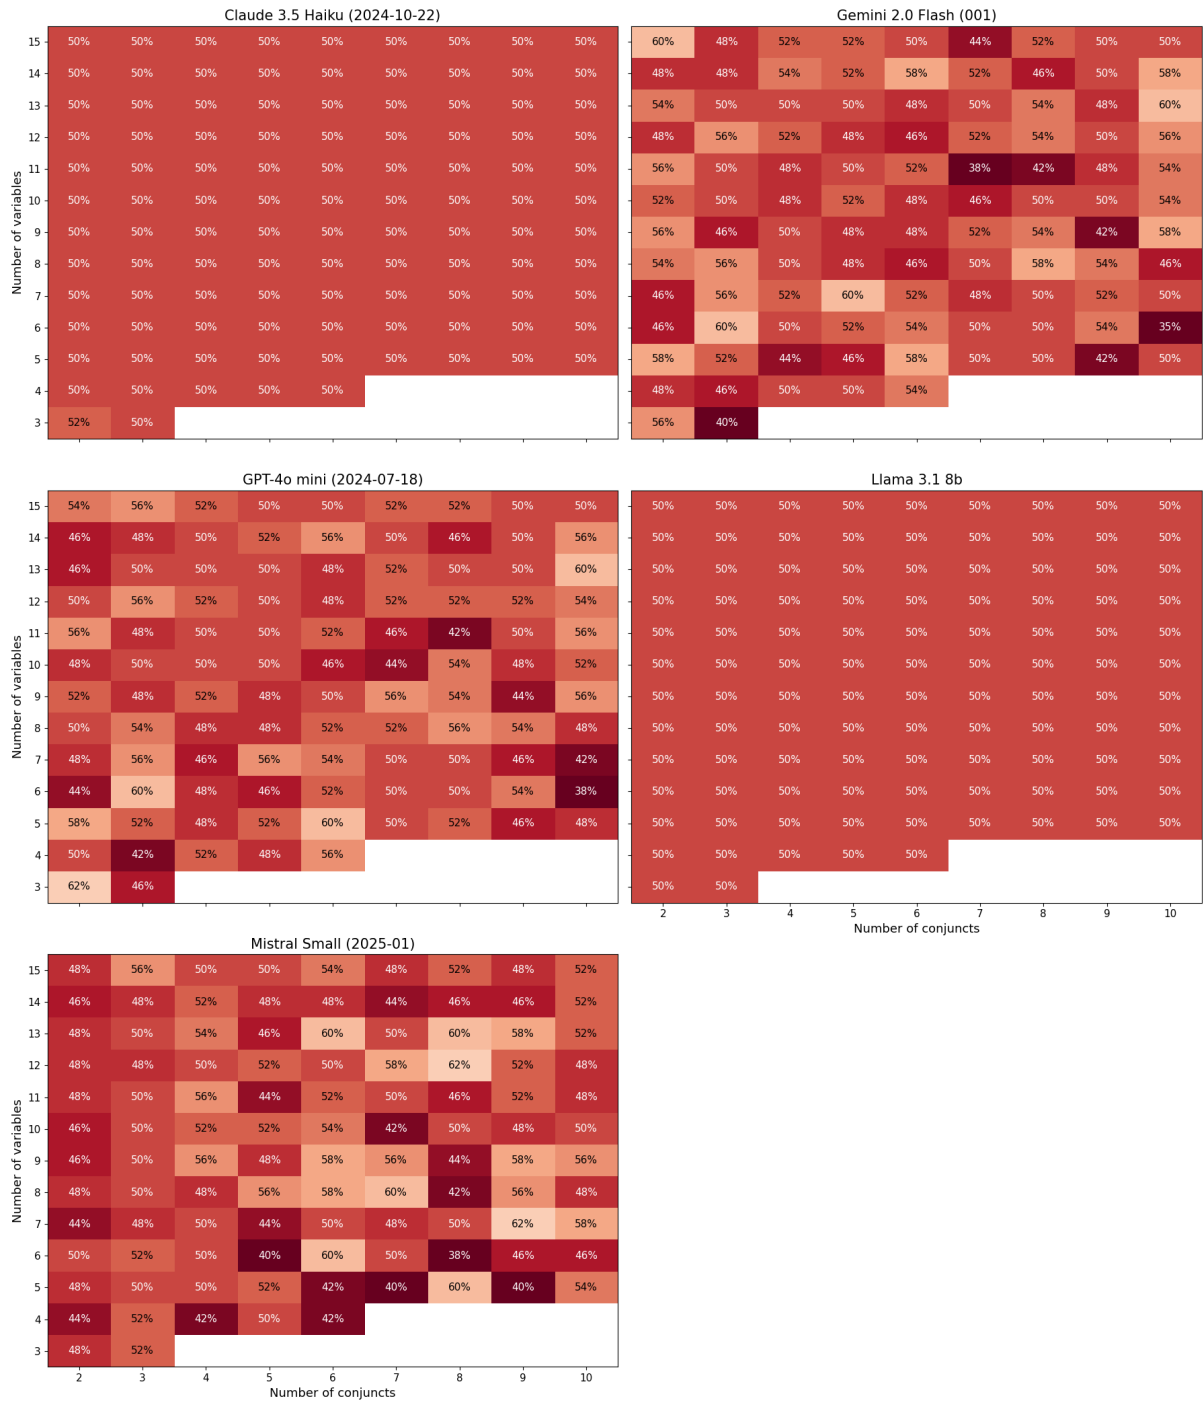 Claude 3.5 Haiku (2024-10-22)
Number of variables
15 50% 50% 50% 50% 50% 50% 50% 50% 50%
14 50% 50% 50% 50% 50% 50% 50% 50% 50%
13 50% 50% 50% 50% 50% 50% 50% 50% 50%
12 50% 50% 50% 50% 50% 50% 50% 50% 50%
11 50% 50% 50% 50% 50% 50% 50% 50% 50%
10 50% 50% 50% 50% 50% 50% 50% 50% 50%
9 50% 50% 50% 50% 50% 50% 50% 50% 50%
8 50% 50% 50% 50% 50% 50% 50% 50% 50%
7 50% 50% 50% 50% 50% 50% 50% 50% 50%
6 50% 50% 50% 50% 50% 50% 50% 50% 50%
5 50% 50% 50% 50% 50% 50% 50% 50% 50%
4 50% 50% 50% 50% 50%
3 52% 50%
Gemini 2.0 Flash (001)
60% 48% 52% 52% 50% 44% 52% 50% 50%
48% 48% 54% 52% 58% 52% 46% 50% 58%
54% 50% 50% 50% 48% 50% 54% 48% 60%
48% 56% 52% 48% 46% 52% 54% 50% 56%
56% 50% 48% 50% 52% 38% 42% 48% 54%
52% 50% 48% 52% 48% 46% 50% 50% 54%
56% 46% 50% 48% 48% 52% 54% 42% 58%
54% 56% 50% 48% 46% 50% 58% 54% 46%
46% 56% 52% 60% 52% 48% 50% 52% 50%
46% 60% 50% 52% 54% 50% 50% 54% 35%
58% 52% 44% 46% 58% 50% 50% 42% 50%
48% 46% 50% 50% 54%
56% 40%
GPT-4o mini (2024-07-18)
Number of variables
15 54% 56% 52% 50% 50% 52% 52% 50% 50%
14 46% 48% 50% 52% 56% 50% 46% 50% 56%
13 46% 50% 50% 50% 48% 52% 50% 50% 60%
12 50% 56% 52% 50% 48% 52% 52% 52% 54%
11 56% 48% 50% 50% 52% 46% 42% 50% 56%
10 48% 50% 50% 50% 46% 44% 54% 48% 52%
9 52% 48% 52% 48% 50% 56% 54% 44% 56%
8 50% 54% 48% 48% 52% 52% 56% 54% 48%
7 48% 56% 46% 56% 54% 50% 50% 46% 42%
6 44% 60% 48% 46% 52% 50% 50% 54% 38%
5 58% 52% 48% 52% 60% 50% 52% 46% 48%
4 50% 42% 52% 48% 56%
3 62% 46%
Llama 3.1 8b
50% 50% 50% 50% 50% 50% 50% 50% 50%
50% 50% 50% 50% 50% 50% 50% 50% 50%
50% 50% 50% 50% 50% 50% 50% 50% 50%
50% 50% 50% 50% 50% 50% 50% 50% 50%
50% 50% 50% 50% 50% 50% 50% 50% 50%
50% 50% 50% 50% 50% 50% 50% 50% 50%
50% 50% 50% 50% 50% 50% 50% 50% 50%
50% 50% 50% 50% 50% 50% 50% 50% 50%
50% 50% 50% 50% 50% 50% 50% 50% 50%
50% 50% 50% 50% 50% 50% 50% 50% 50%
50% 50% 50% 50% 50% 50% 50% 50% 50%
50% 50% 50% 50% 50%
50% 50%
2 3 4 5 6 7 8 9 10
Number of conjuncts
Mistral Small (2025-01)
Number of variables
15 48% 56% 50% 50% 54% 48% 52% 48% 52%
14 46% 48% 52% 48% 48% 44% 46% 46% 52%
13 48% 50% 54% 46% 60% 50% 60% 58% 52%
12 48% 48% 50% 52% 50% 58% 62% 52% 48%
11 48% 50% 56% 44% 52% 50% 46% 52% 48%
10 46% 50% 52% 52% 54% 42% 50% 48% 50%
9 46% 50% 56% 48% 58% 56% 44% 58% 56%
8 48% 50% 48% 56% 58% 60% 42% 56% 48%
7 44% 48% 50% 44% 50% 48% 50% 62% 58%
6 50% 52% 50% 40% 60% 50% 38% 46% 46%
5 48% 50% 50% 52% 42% 40% 60% 40% 54%
4 44% 52% 42% 50% 42%
3 48% 52%
2 3 4 5 6 7 8 9 10
Number of conjuncts